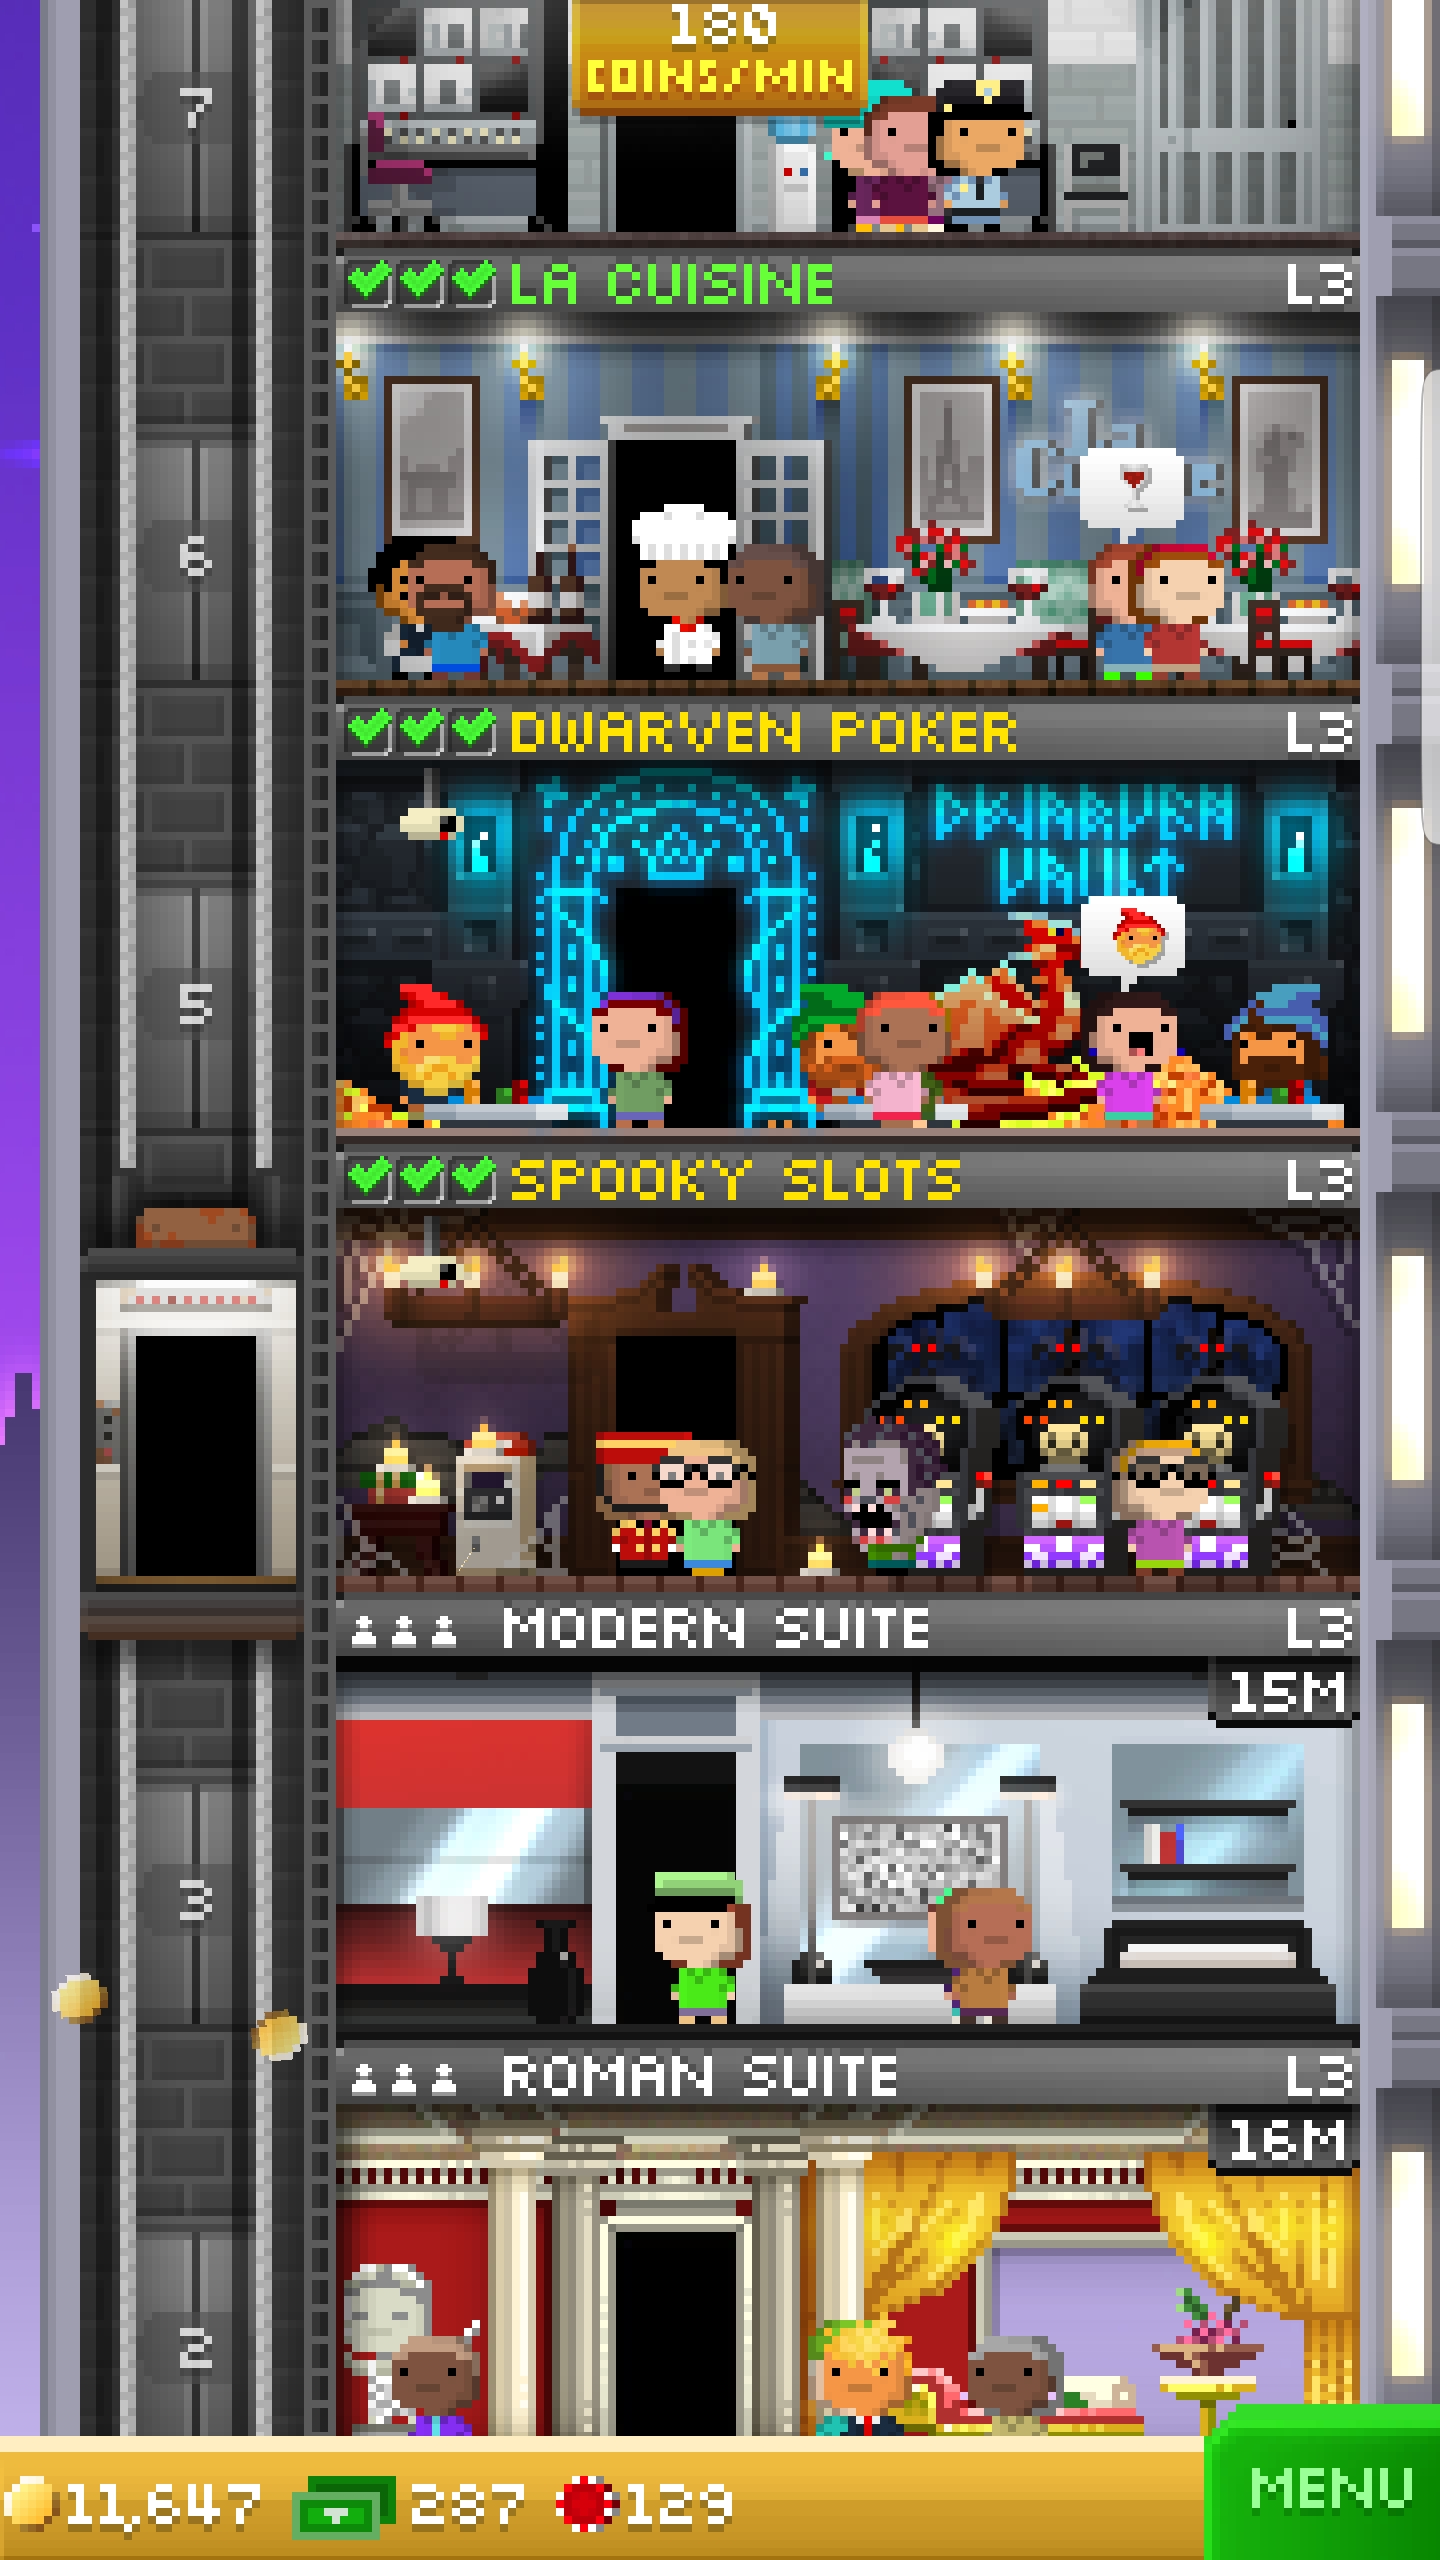 180
COINS/MIN
7
LA CUISINE L3
6
DWARVEN POKER L3
DWARVEN
VAULT
5
SPOOKY SLOTS L3
MODERN SUITE L3
15M
3
ROMAN SUITE L3
16M
2
11,647 287 129
MENU